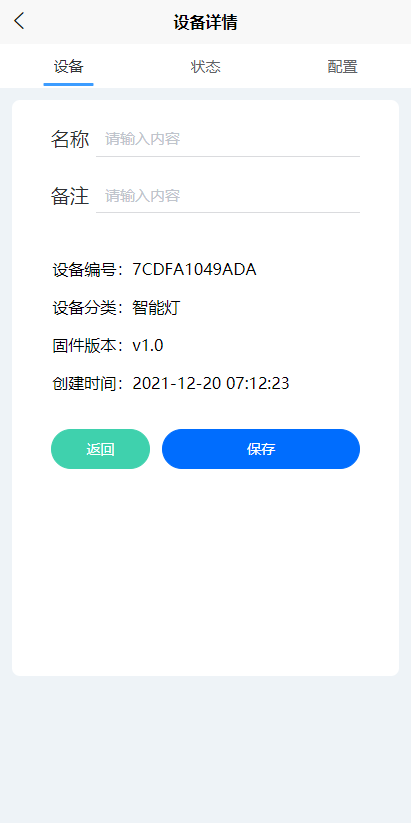 设备详情
设备 状态 配置
名称 请输入内容
备注 请输入内容
设备编号：7CDFA1049ADA
设备分类：智能灯
固件版本：v1.0
创建时间：2021-12-20 07:12:23
返回 保存